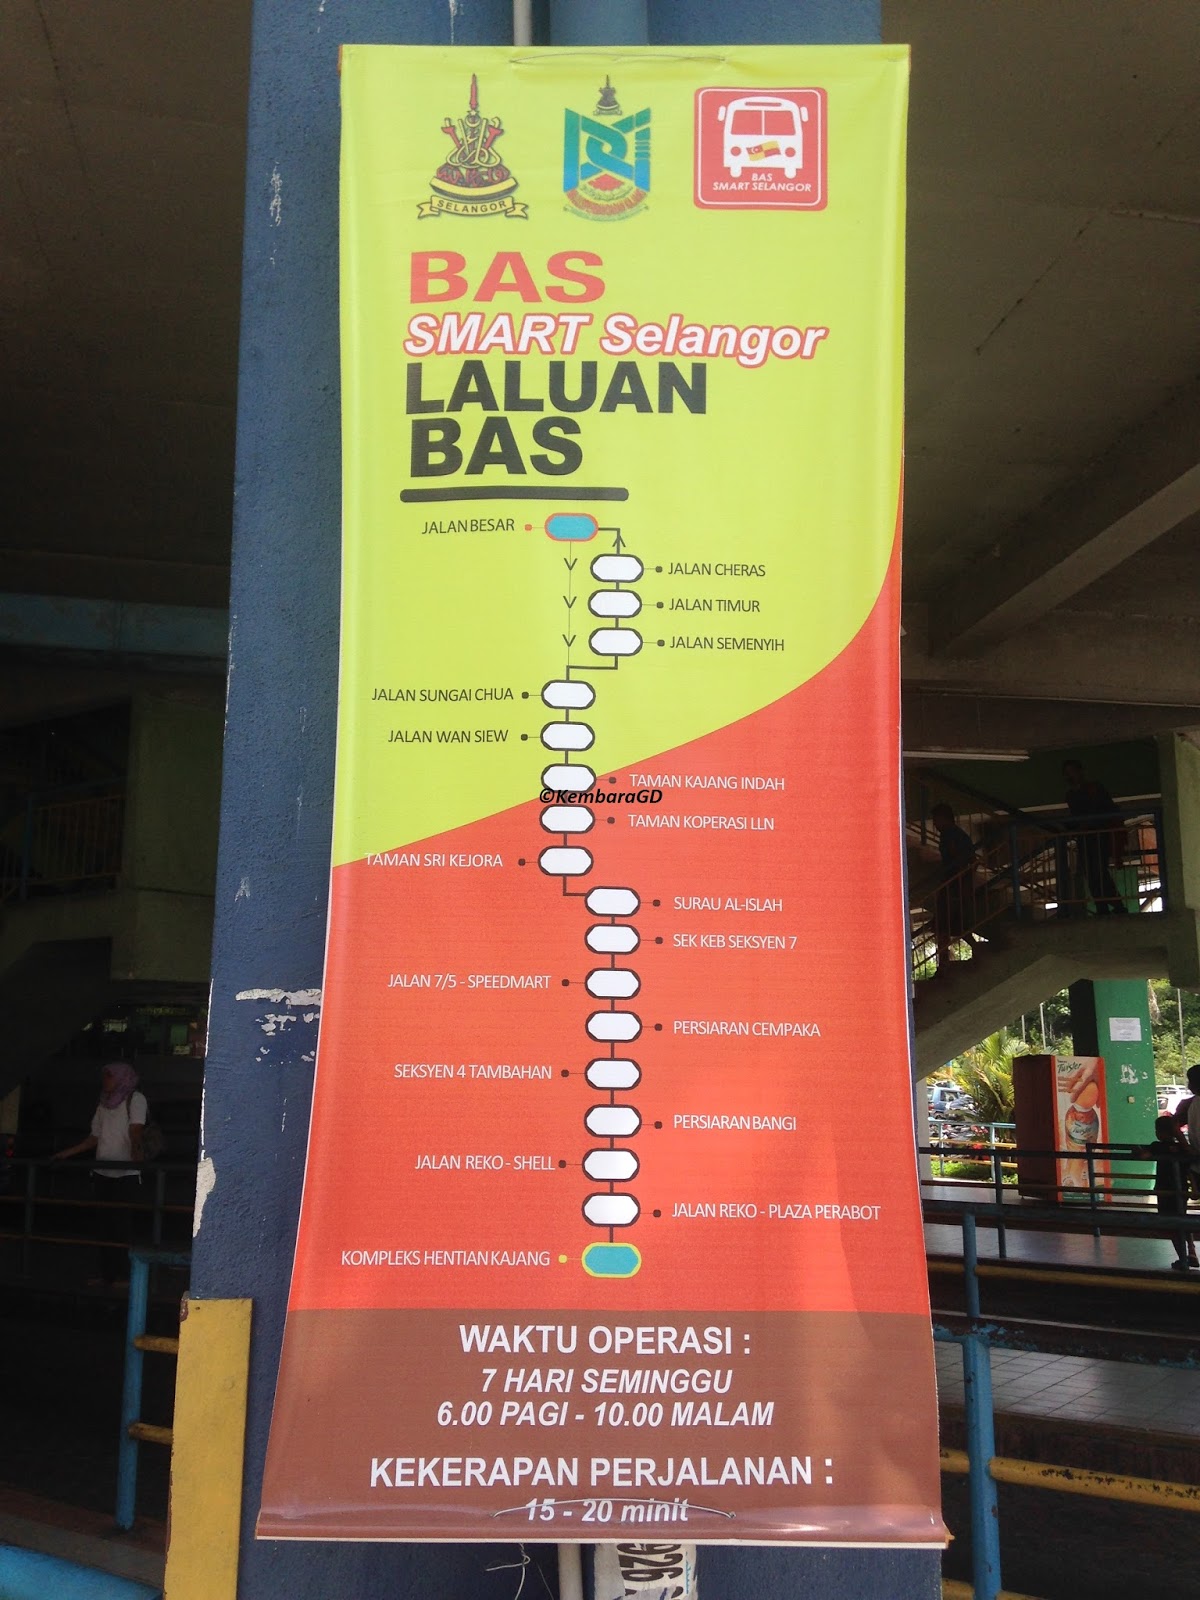 SELANGOR
BAS
SMART SELANGOR
BAS
SMART Selangor
LALUAN
BAS
JALAN BESAR
JALAN CHERAS
JALAN TIMUR
JALAN SEMENYIH
JALAN SUNGAI CHUA
JALAN WAN SIEW
TAMAN KAJANG INDAH
©KembaraGD
TAMAN KOPERASI LLN
TAMAN SRI KEJORA
SURAU AL-ISLAH
SEK KEB SEKSYEN 7
JALAN 7/5 - SPEEDMART
PERSIARAN CEMPAKA
SEKSYEN 4 TAMBAHAN
PERSIARAN BANGI
JALAN REKO - SHELL
JALAN REKO - PLAZA PERABOT
KOMPLEKS HENTIAN KAJANG
WAKTU OPERASI :
7 HARI SEMINGGU
6.00 PAGI - 10.00 MALAM
KEKERAPAN PERJALANAN :
15 - 20 minit
Twister
926